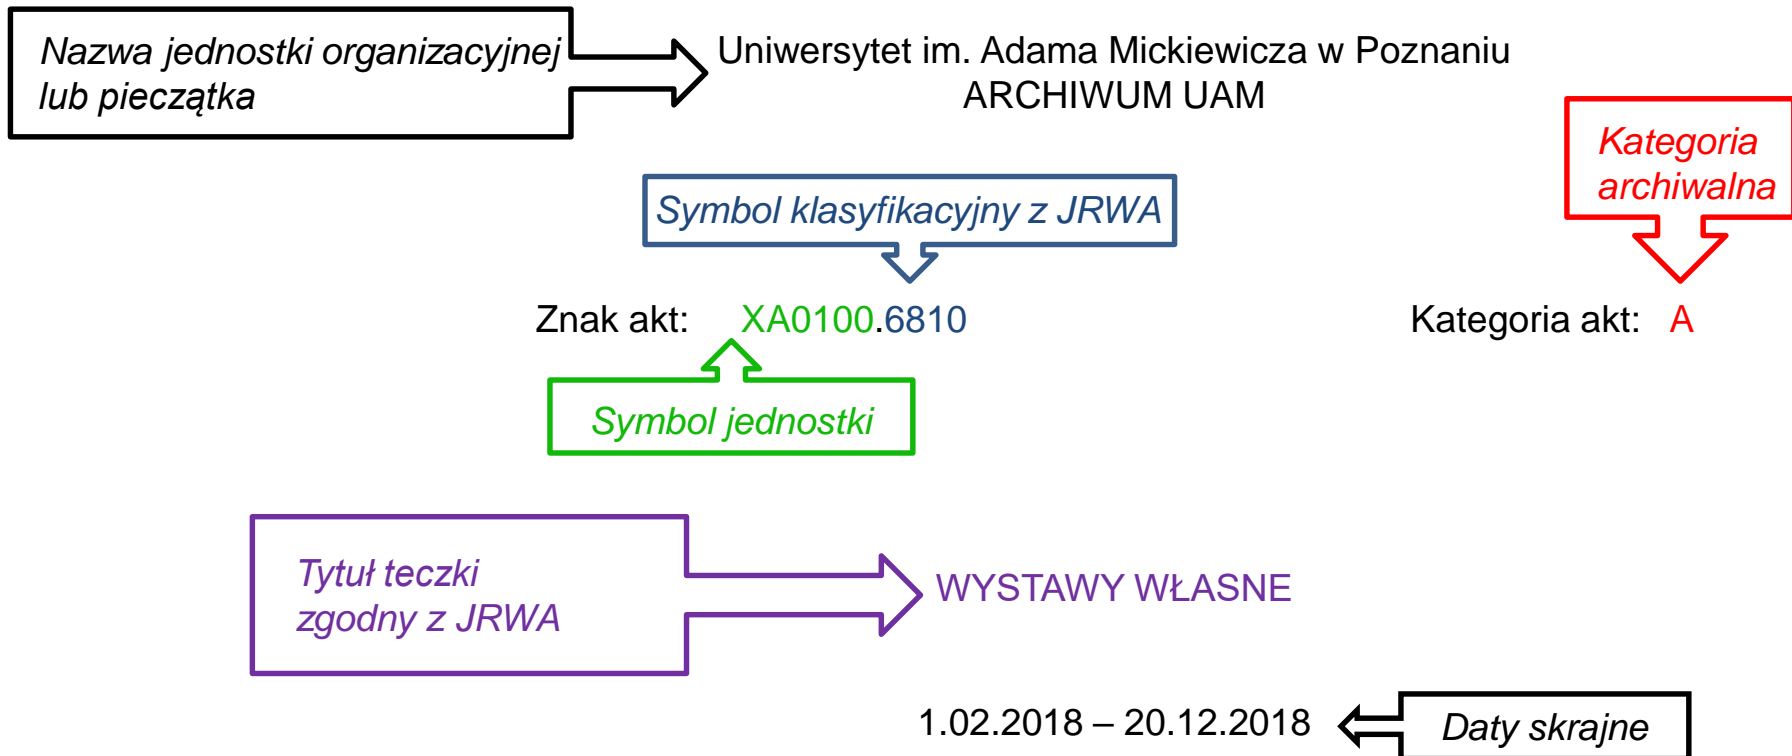 Nazwa jednostki organizacyjnej
lub pieczątka
Uniwersytet im. Adama Mickiewicza w Poznaniu
ARCHIWUM UAM
Kategoria
archiwalna
Symbol klasyfikacyjny z JRWA
Znak akt: XA0100.6810
Kategoria akt: A
Symbol jednostki
Tytuł teczki
zgodny z JRWA
WYSTAWY WŁASNE
1.02.2018 – 20.12.2018
Daty skrajne